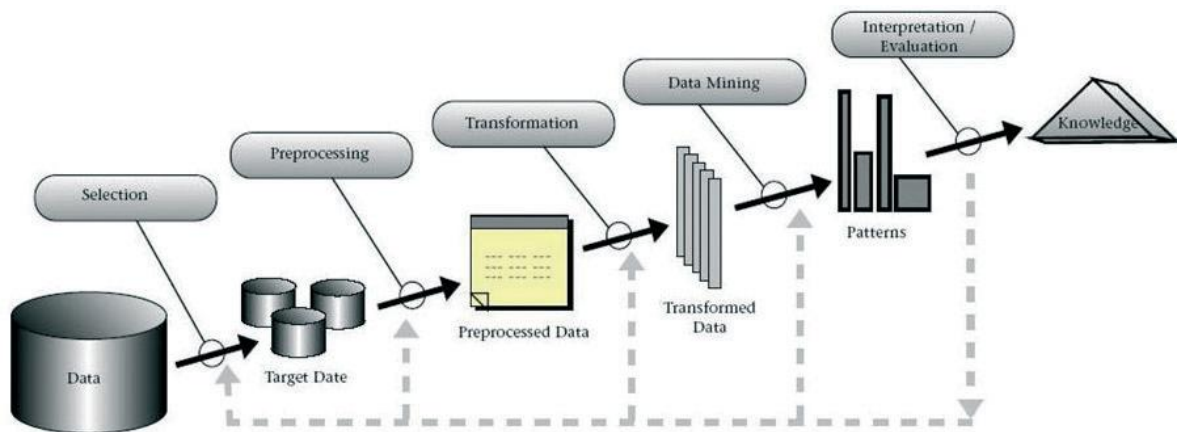 Interpretation /
Evaluation
Data Mining
Transformation
Preprocessing
Selection
Data
Target Date
Preprocessed Data
Transformed
Data
Patterns
Knowledge